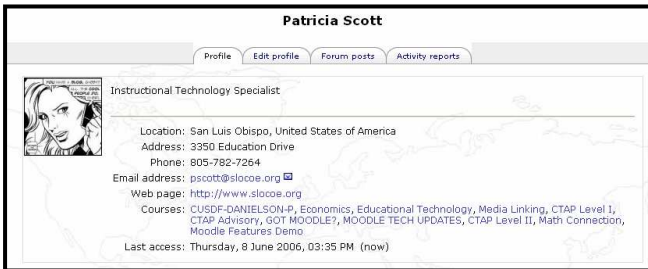 Patricia Scott
Profile Edit profile Forum posts Activity reports
Instructional Technology Specialist
Location: San Luis Obispo, United States of America
Address: 3350 Education Drive
Phone: 805-782-7264
Email address: pscott@slocoe.org
Web page: http://www.slocoe.org
Courses: CUSDF-DANIELSON-P, Economics, Educational Technology, Media Linking, CTAP Level I,
CTAP Advisory, GOT MOODLE?, MOODLE TECH UPDATES, CTAP Level II, Math Connection,
Moodle Features Demo
Last access: Thursday, 8 June 2006, 03:35 PM (now)